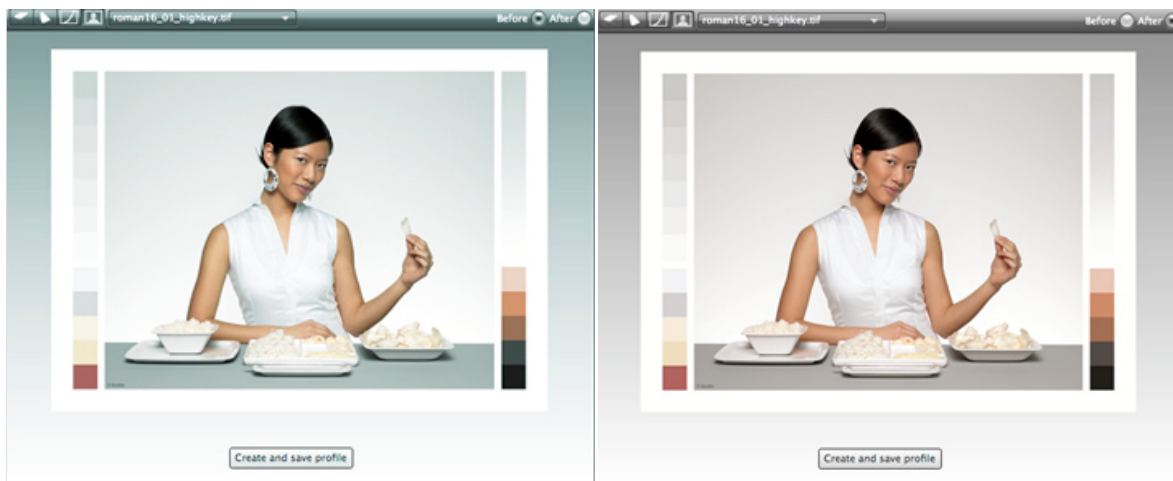 roman16_01_highkey.tif
Before After
Create and save profile
roman16_01_highkey.tif
Before After
Create and save profile